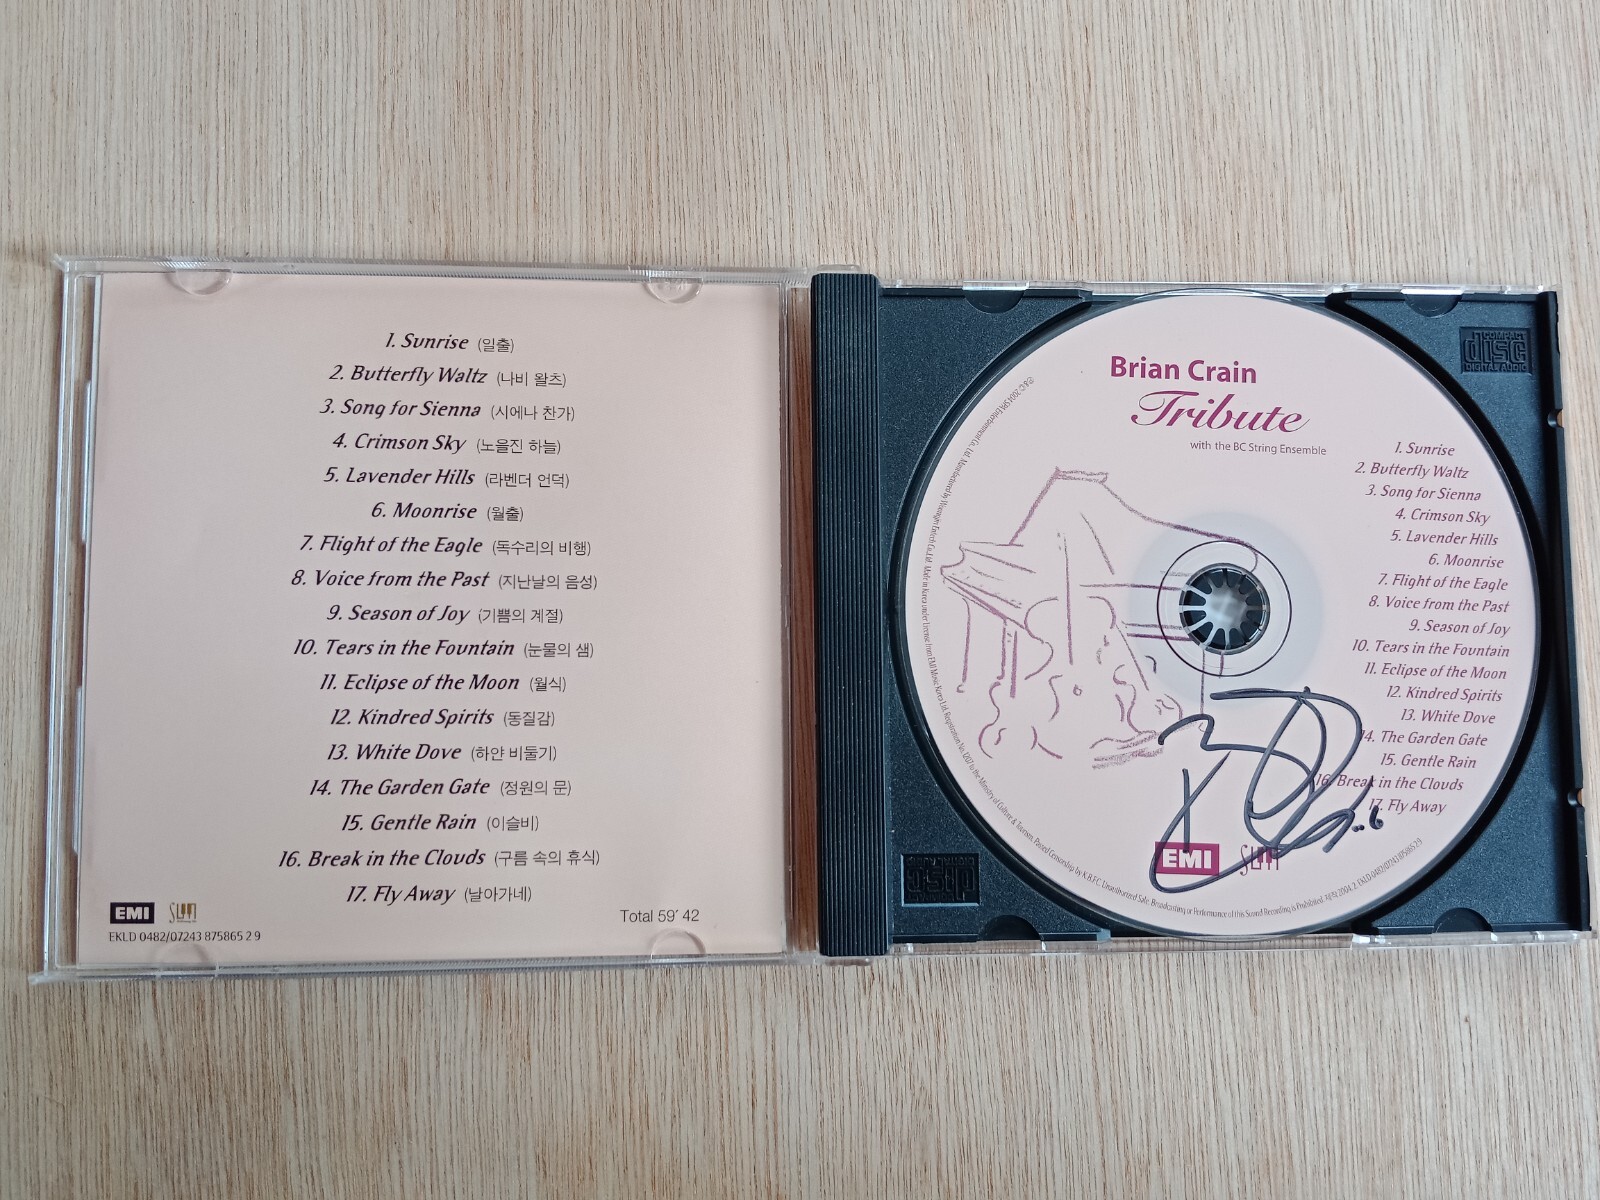 1. Sunrise (일출)
2. Butterfly Waltz (나비 왈츠)
3. Song for Sienna (시에나 찬가)
4. Crimson Sky (노을진 하늘)
5. Lavender Hills (라벤더 언덕)
6. Moonrise (월출)
7. Flight of the Eagle (독수리의 비행)
8. Voice from the Past (지난날의 음성)
9. Season of Joy (기쁨의 계절)
10. Tears in the Fountain (눈물의 샘)
11. Eclipse of the Moon (월식)
12. Kindred Spirits (동질감)
13. White Dove (하얀 비둘기)
14. The Garden Gate (정원의 문)
15. Gentle Rain (이슬비)
16. Break in the Clouds (구름 속의 휴식)
17. Fly Away (날아가네)
EMI
Total 59´ 42
EKLD 0482/07243 875865 2 9
COMPACT
disc
DIGITAL AUDIO
Brian Crain
Tribute
with the BC String Ensemble
1. Sunrise
2. Butterfly Waltz
3. Song for Sienna
4. Crimson Sky
5. Lavender Hills
6. Moonrise
7. Flight of the Eagle
8. Voice from the Past
9. Season of Joy
10. Tears in the Fountain
11. Eclipse of the Moon
12. Kindred Spirits
13. White Dove
14. The Garden Gate
15. Gentle Rain
16. Break in the Clouds
17. Fly Away
EMI